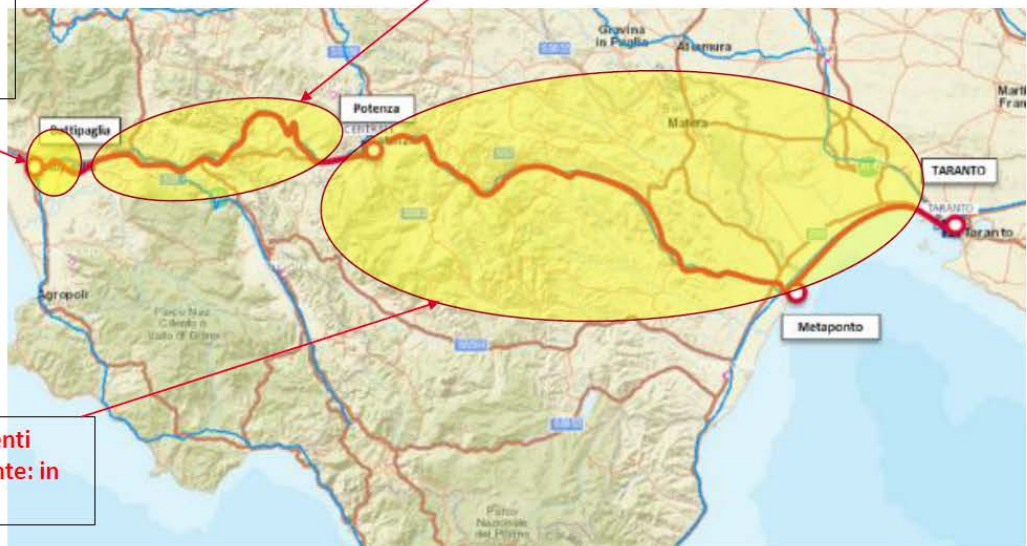 Gravina
in Puglia
Altamura
Potenza
Battipaglia
CENTRALE
Matera
TARANTO
TARANTO
Taranto
Agropoli
Parco Naz.
Cilento e
Vallo di Diano
Metaponto
enti
nte: in
Parco
Nazionale
del Pollino